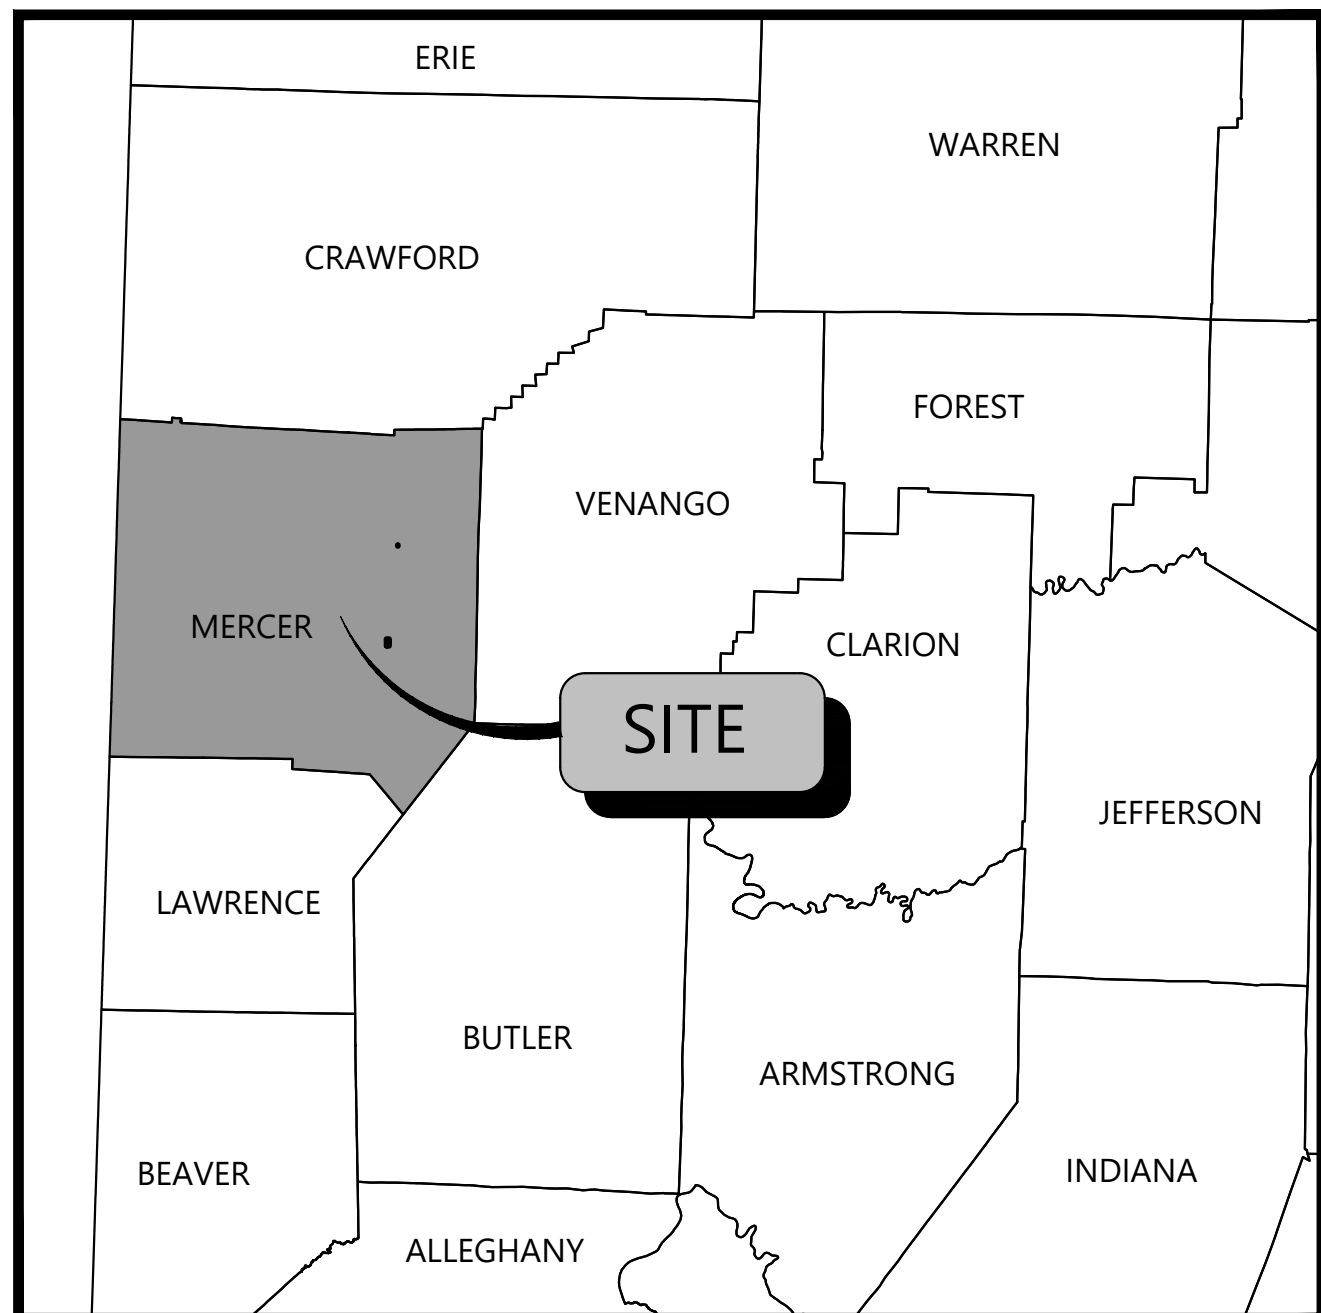 ERIE
WARREN
CRAWFORD
FOREST
VENANGO
MERCER
CLARION
SITE
JEFFERSON
LAWRENCE
BUTLER
ARMSTRONG
BEAVER
INDIANA
ALLEGHANY